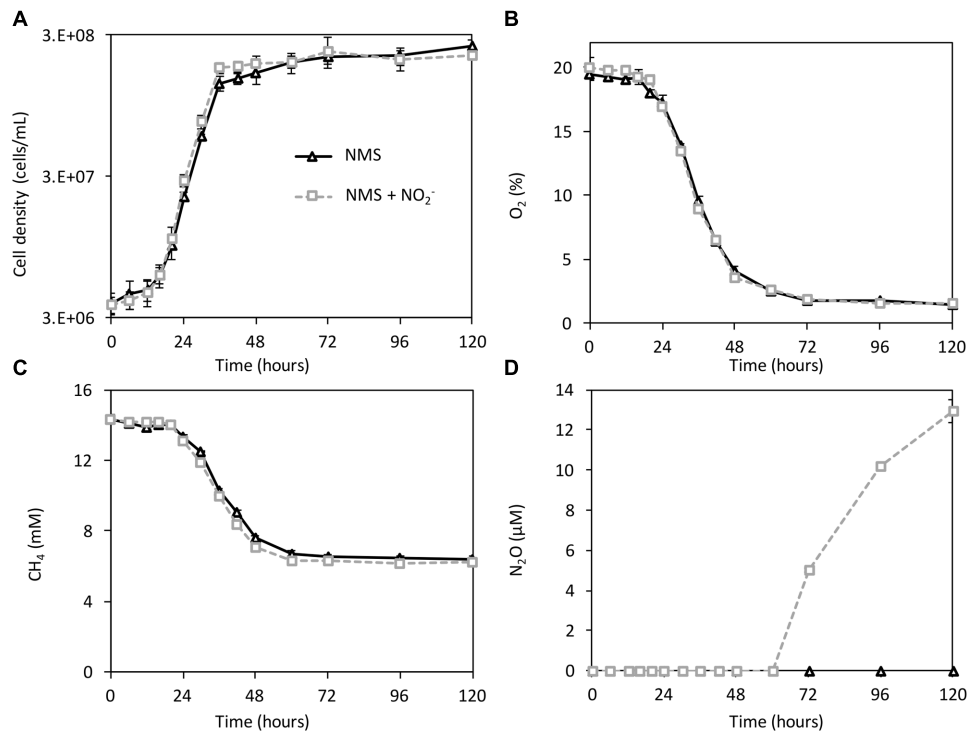 A
3.E+08
3.E+07
3.E+06
Cell density (cells/mL)
NMS
NMS + NO₂⁻
0 24 48 72 96 120
Time (hours)
B
20
15
10
5
0
O₂ (%)
0 24 48 72 96 120
Time (hours)
C
16
12
8
4
0
CH₄ (mM)
0 24 48 72 96 120
Time (hours)
D
14
12
10
8
6
4
2
0
N₂O (μM)
0 24 48 72 96 120
Time (hours)